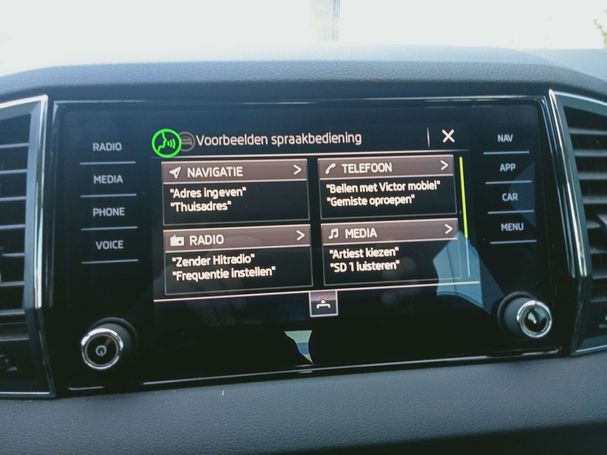 Voorbeelden spraakbediening
RADIO
MEDIA
PHONE
VOICE
NAVIGATIE
"Adres ingeven"
"Thuisadres"
TELEFOON
"Bellen met Victor mobiel"
"Gemiste oproepen"
RADIO
"Zender Hitradio"
"Frequentie instellen"
MEDIA
"Artiest kiezen"
"SD 1 luisteren"
NAV
APP
CAR
MENU